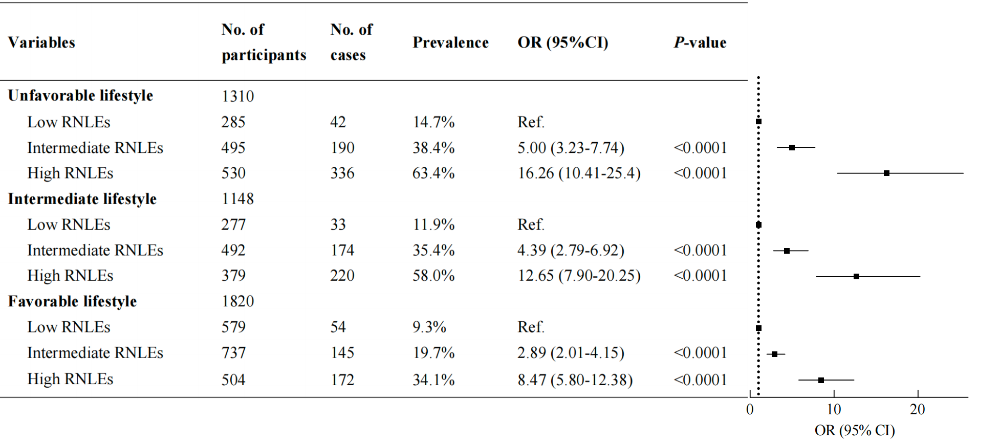 Variables No. of participants No. of cases Prevalence OR (95%CI) P-value
Unfavorable lifestyle 1310
Low RNLEs 285 42 14.7% Ref.
Intermediate RNLEs 495 190 38.4% 5.00 (3.23-7.74) <0.0001
High RNLEs 530 336 63.4% 16.26 (10.41-25.4) <0.0001
Intermediate lifestyle 1148
Low RNLEs 277 33 11.9% Ref.
Intermediate RNLEs 492 174 35.4% 4.39 (2.79-6.92) <0.0001
High RNLEs 379 220 58.0% 12.65 (7.90-20.25) <0.0001
Favorable lifestyle 1820
Low RNLEs 579 54 9.3% Ref.
Intermediate RNLEs 737 145 19.7% 2.89 (2.01-4.15) <0.0001
High RNLEs 504 172 34.1% 8.47 (5.80-12.38) <0.0001
0 10 20
OR (95% CI)